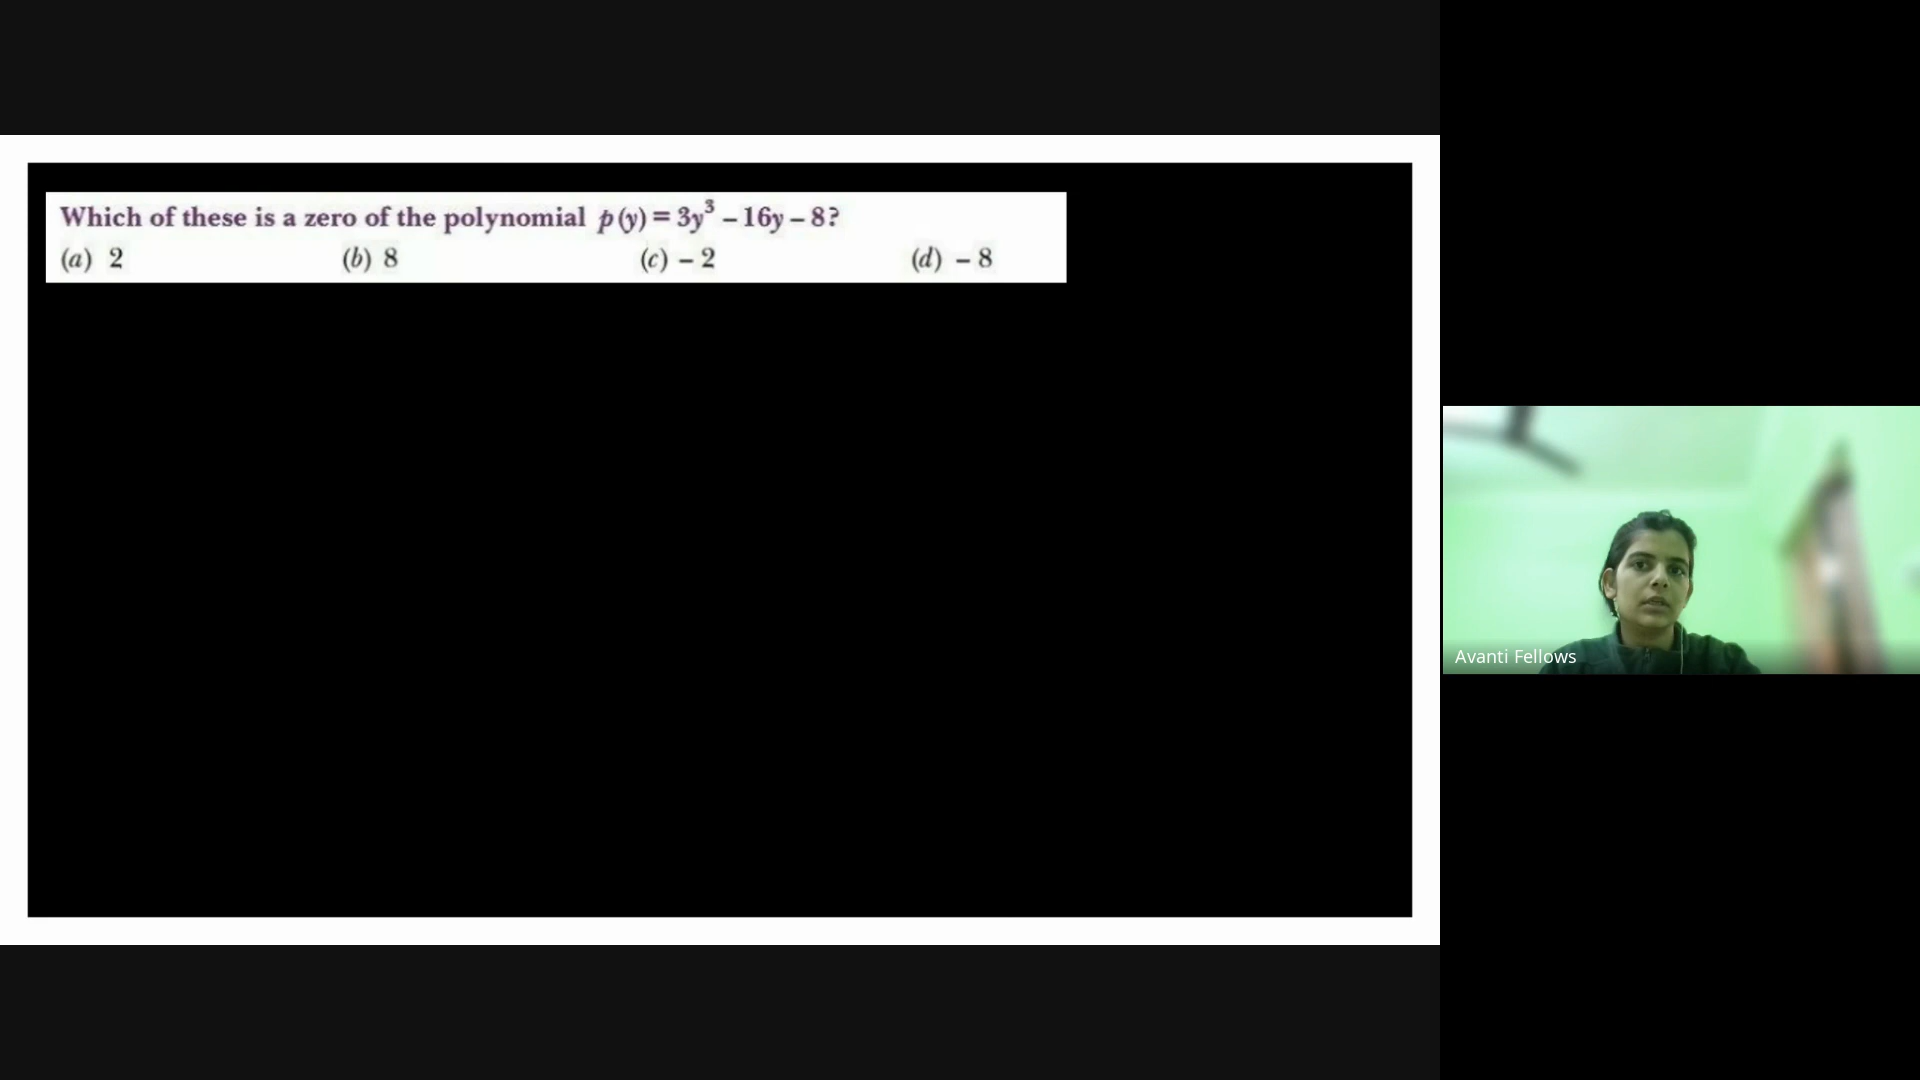 Which of these is a zero of the polynomial p(y) = 3y³ – 16y – 8?
(a) 2 (b) 8 (c) – 2 (d) – 8
Avanti Fellows